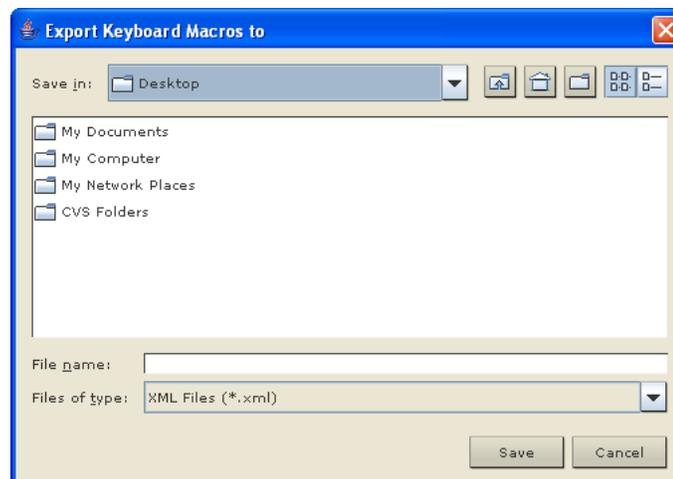 Export Keyboard Macros to
Save in: Desktop
My Documents
My Computer
My Network Places
CVS Folders
File name:
Files of type: XML Files (*.xml)
Save Cancel